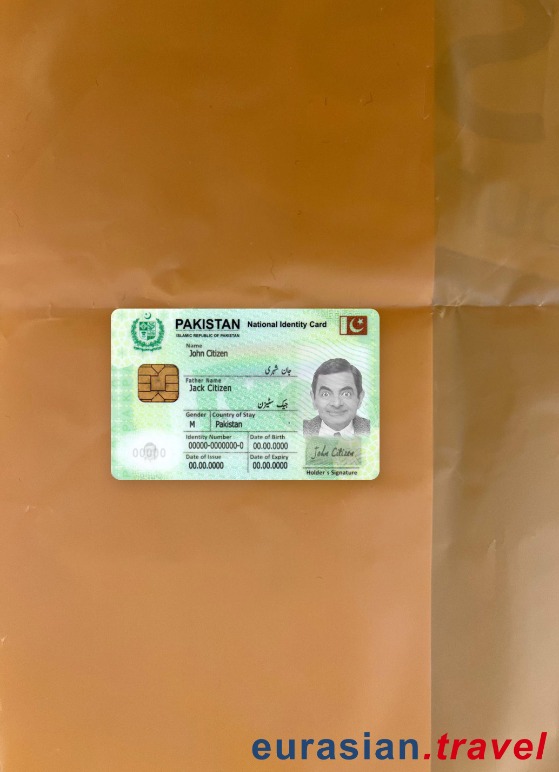 PAKISTAN National Identity Card
ISLAMIC REPUBLIC OF PAKISTAN
Name
John Citizen
جان شہری
Father Name
Jack Citizen
جیک سٹیزن
Gender Country of Stay
M Pakistan
Identity Number Date of Birth
00000-0000000-0 00.00.0000
Date of Issue Date of Expiry
00.00.0000 00.00.0000
00000
John Citizen
Holder's Signature
eurasian.travel